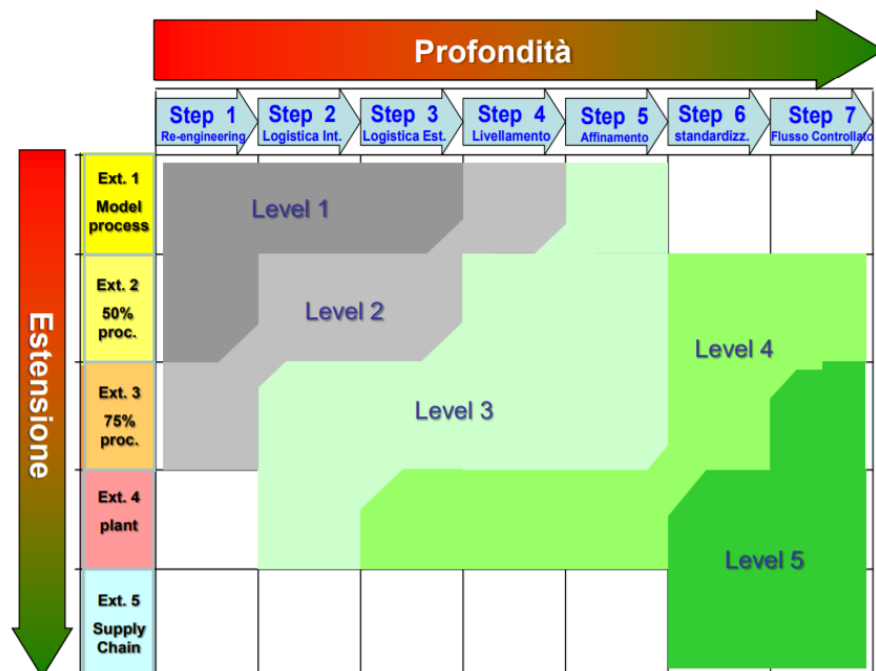 Profondità
Step 1
Re-engineering
Step 2
Logistica Int.
Step 3
Logistica Est.
Step 4
Livellamento
Step 5
Affinamento
Step 6
standardizz.
Step 7
Flusso Controllato
Estensione
Ext. 1
Model
process
Ext. 2
50%
proc.
Ext. 3
75%
proc.
Ext. 4
plant
Ext. 5
Supply
Chain
Level 1
Level 2
Level 3
Level 4
Level 5